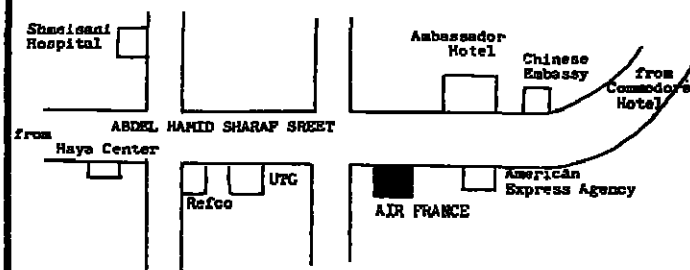 Shmeisani
Hospital
Ambassador
Hotel
Chinese
Embassy
from
Commodore
Hotel
ABDEL HAMID SHARAF SREET
from
Haya Center
Refco
UTG
American
Express Agency
AIR FRANCE